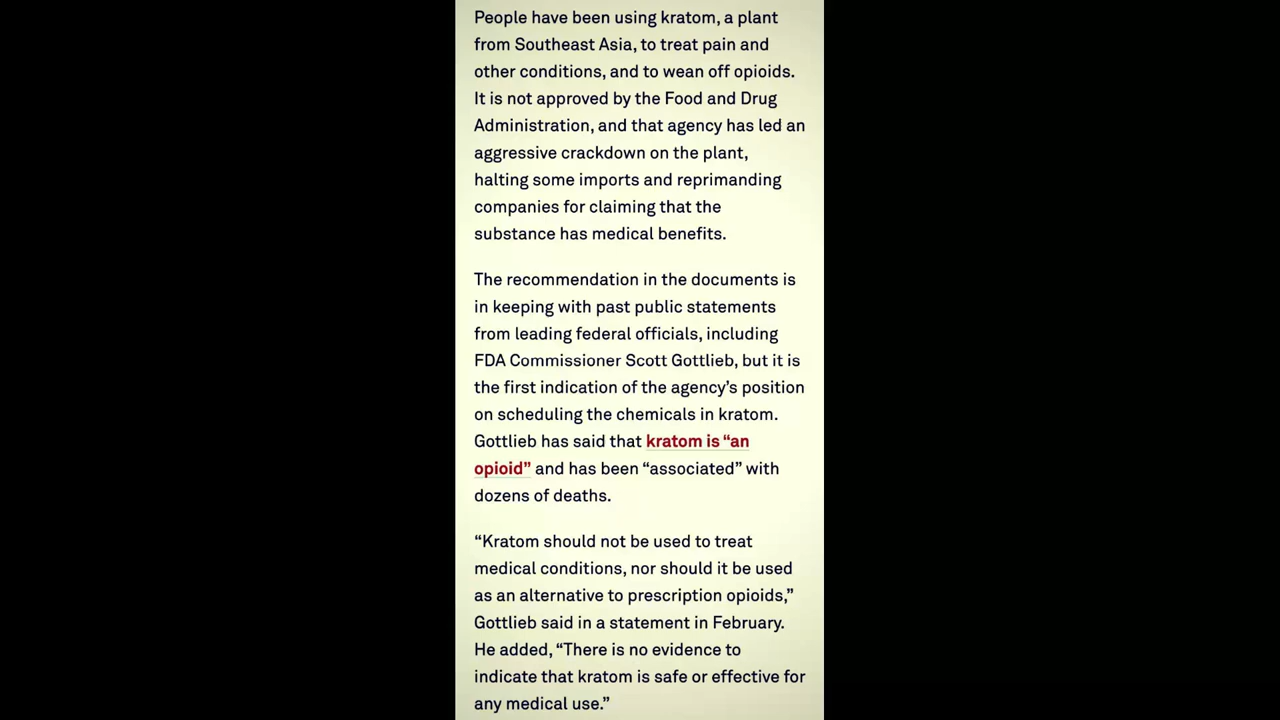 People have been using kratom, a plant
from Southeast Asia, to treat pain and
other conditions, and to wean off opioids.
It is not approved by the Food and Drug
Administration, and that agency has led an
aggressive crackdown on the plant,
halting some imports and reprimanding
companies for claiming that the
substance has medical benefits.
The recommendation in the documents is
in keeping with past public statements
from leading federal officials, including
FDA Commissioner Scott Gottlieb, but it is
the first indication of the agency’s position
on scheduling the chemicals in kratom.
Gottlieb has said that kratom is “an
opioid” and has been “associated” with
dozens of deaths.
“Kratom should not be used to treat
medical conditions, nor should it be used
as an alternative to prescription opioids,”
Gottlieb said in a statement in February.
He added, “There is no evidence to
indicate that kratom is safe or effective for
any medical use.”